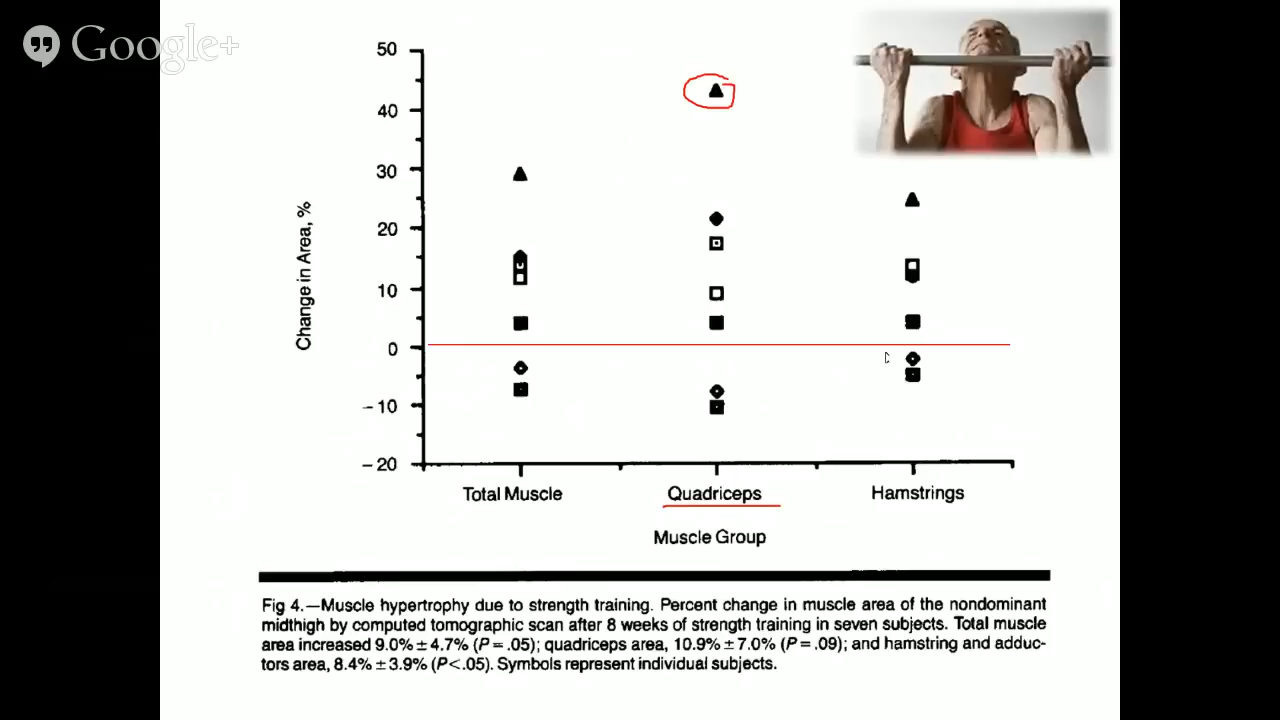 Google+
50
40
30
20
10
0
−10
−20
Change in Area, %
Total Muscle
Quadriceps
Hamstrings
Muscle Group
Fig 4.—Muscle hypertrophy due to strength training. Percent change in muscle area of the nondominant
midthigh by computed tomographic scan after 8 weeks of strength training in seven subjects. Total muscle
area increased 9.0% ± 4.7% (P = .05); quadriceps area, 10.9% ± 7.0% (P = .09); and hamstring and adduc-
tors area, 8.4% ± 3.9% (P<.05). Symbols represent individual subjects.